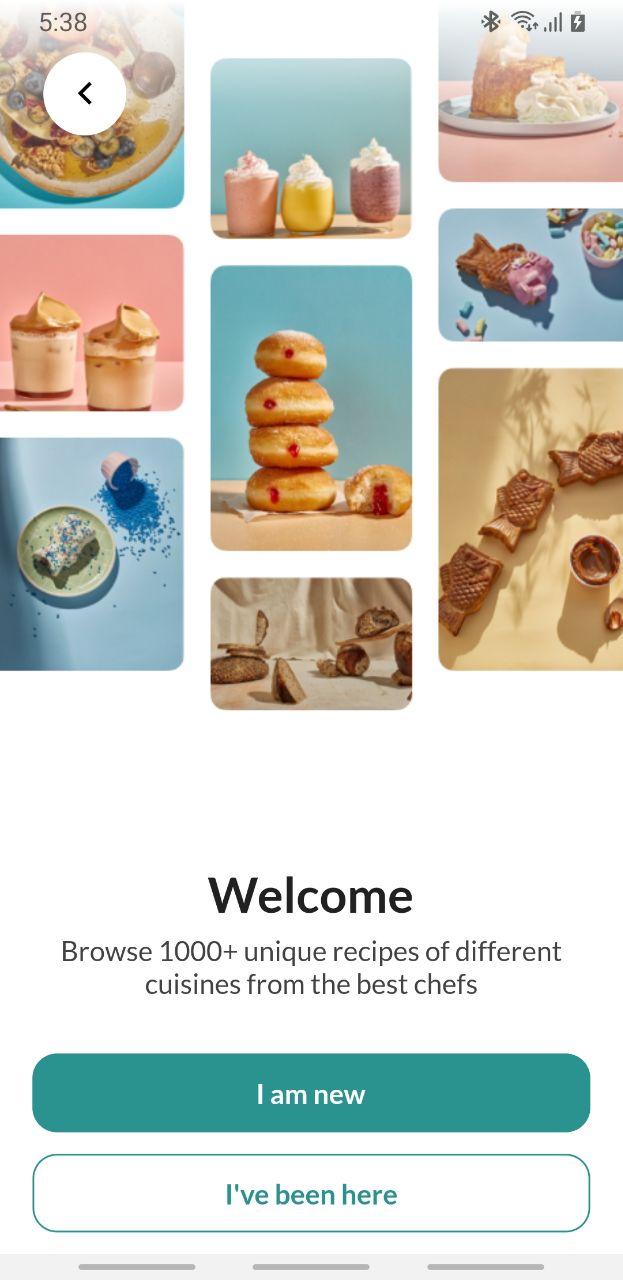 5:38
Welcome
Browse 1000+ unique recipes of different
cuisines from the best chefs
I am new
I've been here